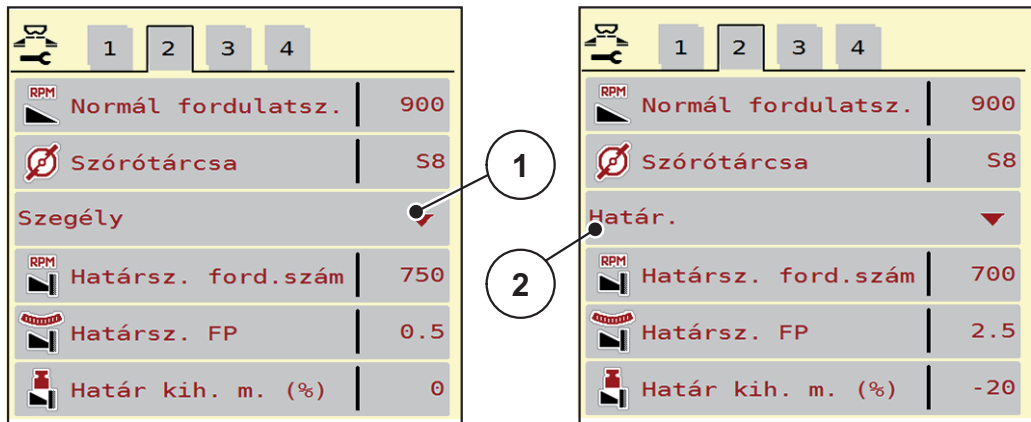 1 2 3 4
RPM Normál fordulatsz. 900
Szórótárcsa S8
Szegély
RPM Határsz. ford.szám 750
Határsz. FP 0.5
Határ kih. m. (%) 0
1
2
1 2 3 4
RPM Normál fordulatsz. 900
Szórótárcsa S8
Határ.
RPM Határsz. ford.szám 700
Határsz. FP 2.5
Határ kih. m. (%) -20